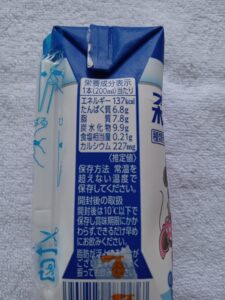 栄養成分表示
1本(200ml)当たり
エネルギー 137kcal
たんぱく質 6.8g
脂質 7.8g
炭水化物 9.9g
食塩相当量 0.21g
カルシウム 227mg
(推定値)
保存方法 常温を
超えない温度で
保存してください。
開封後の取扱
開封後は10℃以下で
保存し賞味期限にかか
わらず、できるだけ早め
にお飲みください。